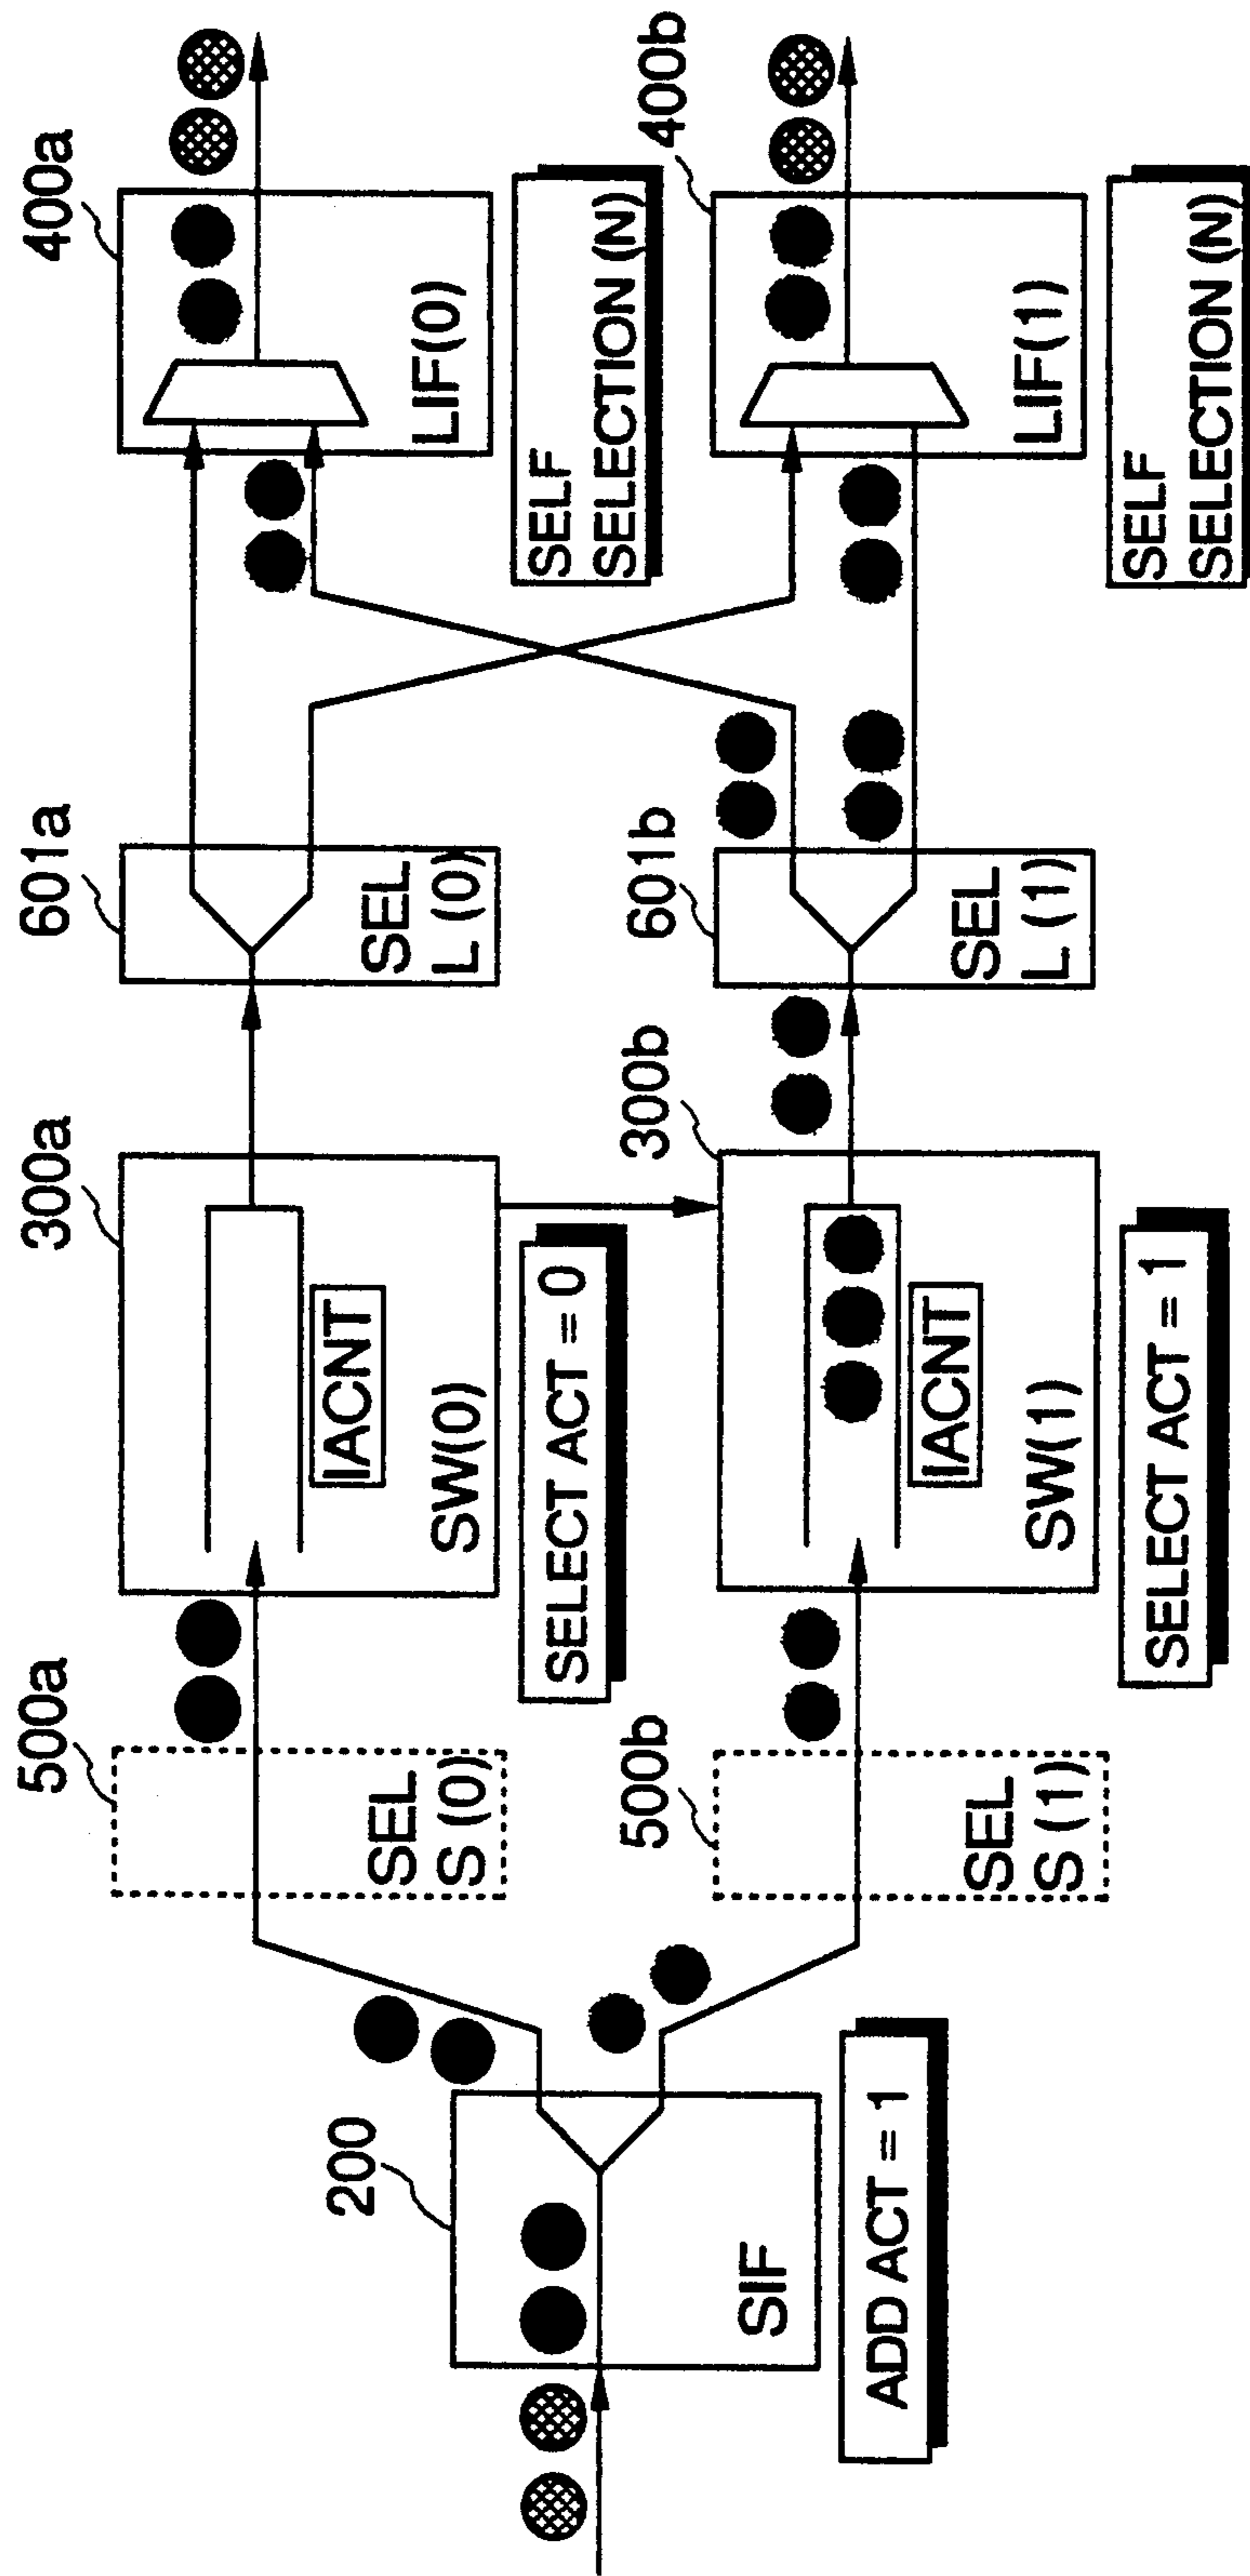 200
SIF
ADD ACT = 1
500a
SEL
S (0)
500b
SEL
S (1)
300a
IACNT
SW(0)
SELECT ACT = 0
300b
IACNT
SW(1)
SELECT ACT = 1
601a
SEL
L (0)
601b
SEL
L (1)
400a
LIF(0)
SELF
SELECTION (N)
400b
LIF(1)
SELF
SELECTION (N)